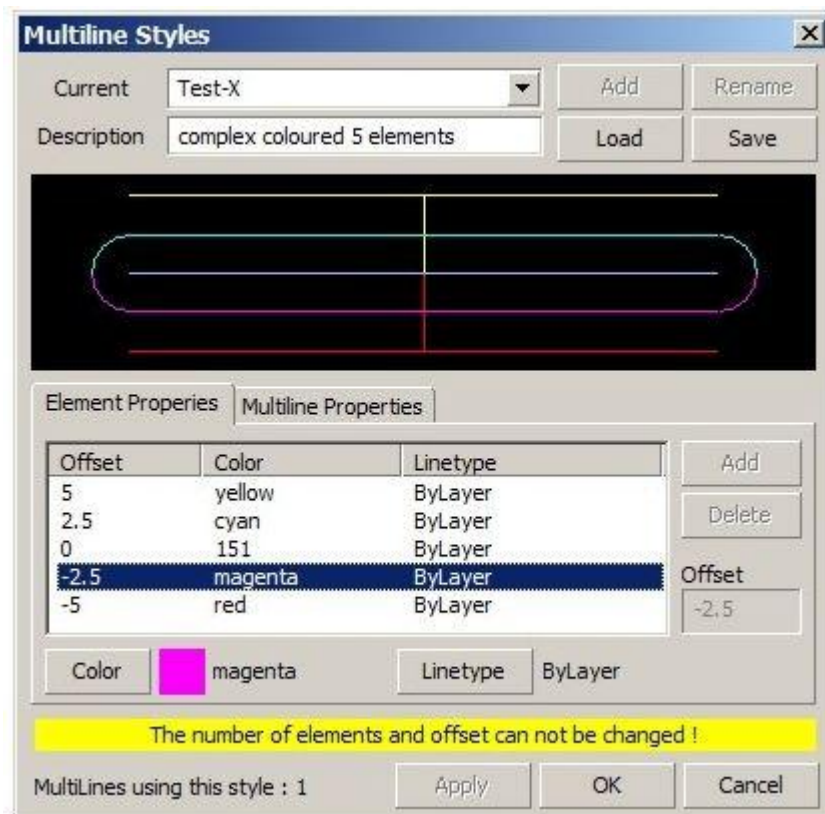 Multiline Styles
Current Test-X Add Rename
Description complex coloured 5 elements Load Save
Element Properies Multiline Properties
Offset Color Linetype Add
5 yellow ByLayer
2.5 cyan ByLayer
Delete
0 151 ByLayer
-2.5 magenta ByLayer
Offset
-5 red ByLayer
-2.5
Color magenta Linetype ByLayer
The number of elements and offset can not be changed !
MultiLines using this style : 1 Apply OK Cancel